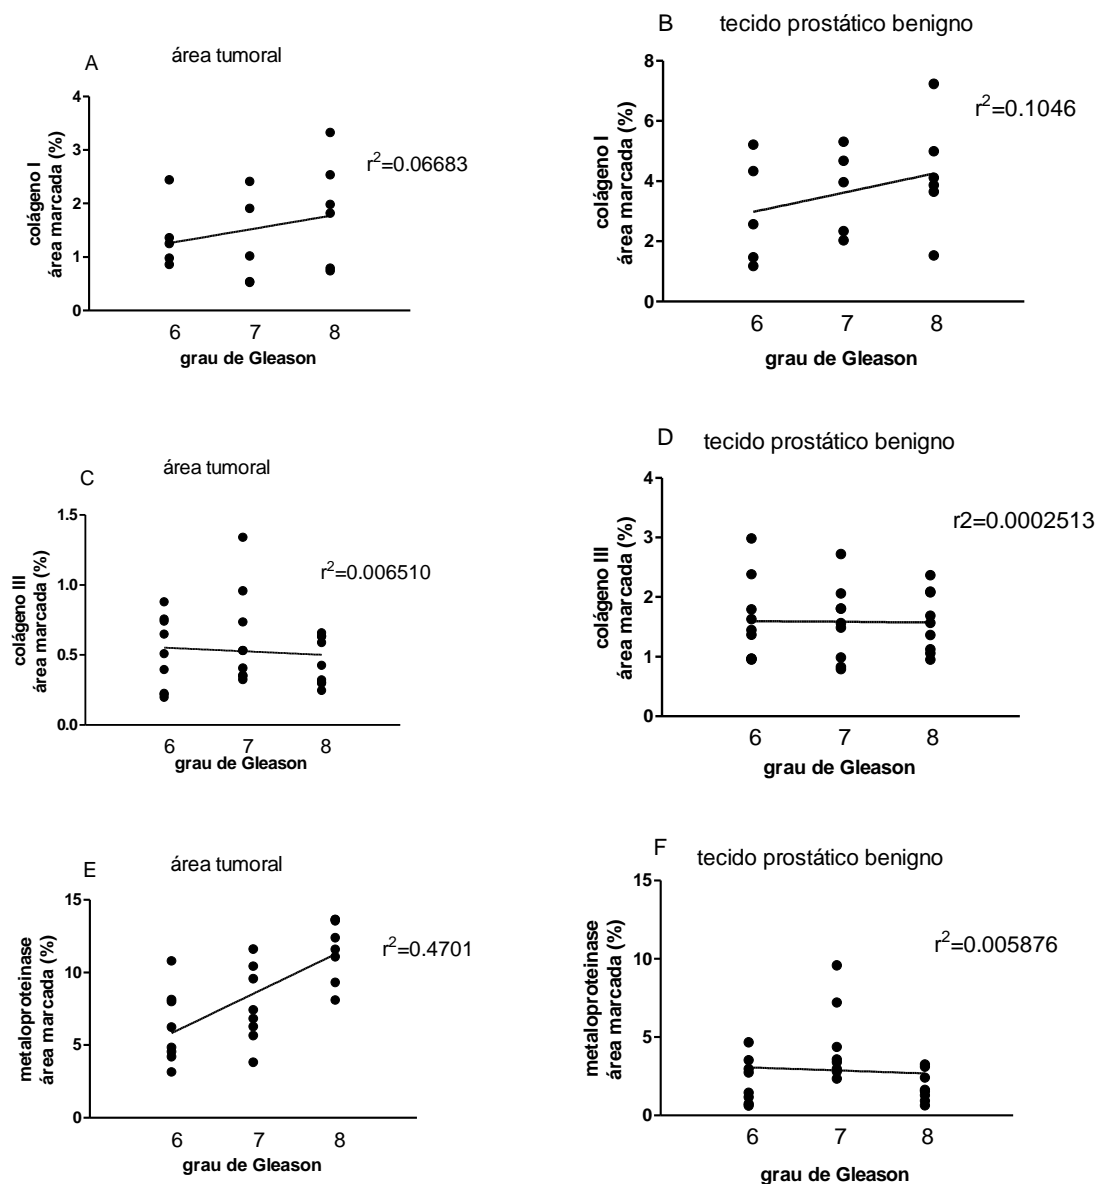 A
área tumoral
colágeno I
área marcada (%)
4
3
2
1
0
r²=0.06683
6 7 8
grau de Gleason
B
tecido prostático benigno
colágeno I
área marcada (%)
8
6
4
2
0
r²=0.1046
6 7 8
grau de Gleason
C
área tumoral
colágeno III
área marcada (%)
1.5
1.0
0.5
0.0
r²=0.006510
6 7 8
grau de Gleason
D
tecido prostático benigno
colágeno III
área marcada (%)
4
3
2
1
0
r2=0.0002513
6 7 8
grau de Gleason
E
área tumoral
metaloproteinase
área marcada (%)
15
10
5
0
r²=0.4701
6 7 8
grau de Gleason
F
tecido prostático benigno
metaloproteinase
área marcada (%)
15
10
5
0
r²=0.005876
6 7 8
grau de Gleason